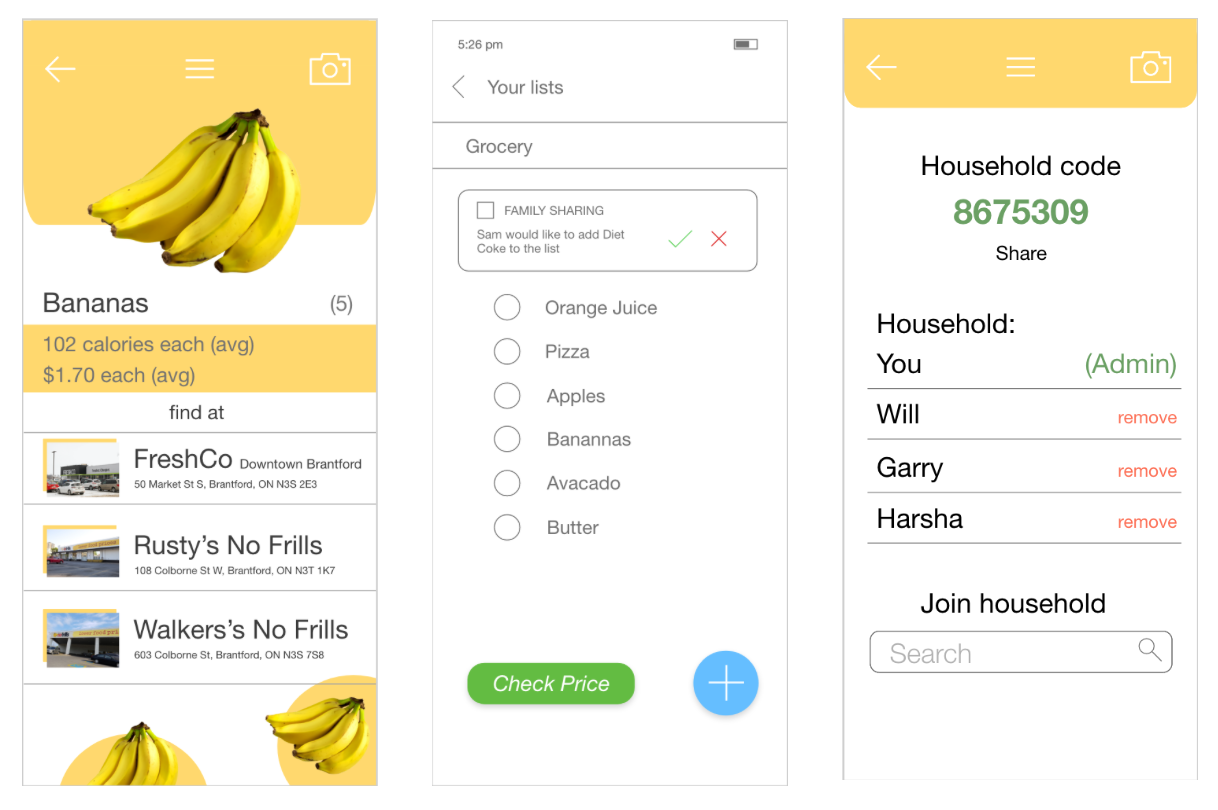 Bananas (5)
102 calories each (avg)
$1.70 each (avg)
find at
FreshCo Downtown Brantford
50 Market St S, Brantford, ON N3S 2E3
Rusty's No Frills
108 Colborne St W, Brantford, ON N3T 1K7
Walkers's No Frills
603 Colborne St, Brantford, ON N3S 7S8
5:26 pm
Your lists
Grocery
FAMILY SHARING
Sam would like to add Diet
Coke to the list
Orange Juice
Pizza
Apples
Banannas
Avacado
Butter
Check Price
Household code
8675309
Share
Household:
You (Admin)
Will remove
Garry remove
Harsha remove
Join household
Search